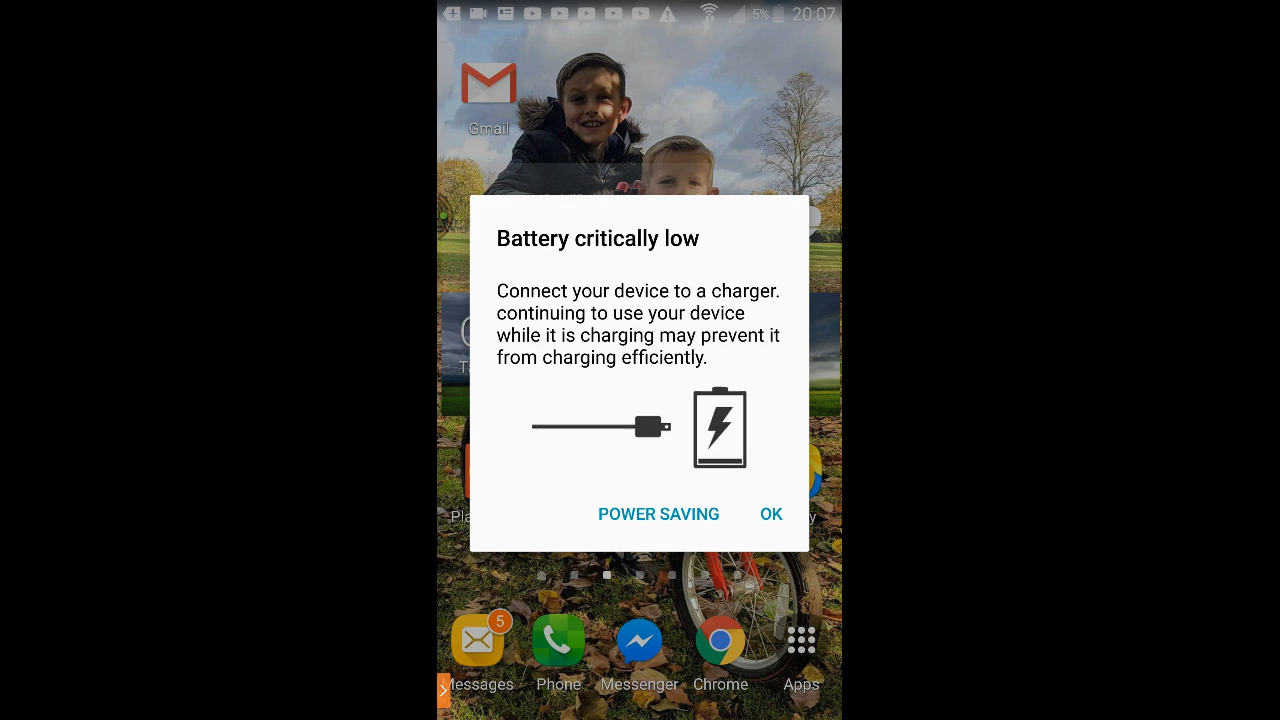 5% 20:07
Gmail
Battery critically low
Connect your device to a charger.
continuing to use your device
while it is charging may prevent it
from charging efficiently.
POWER SAVING OK
5
Messages Phone Messenger Chrome Apps